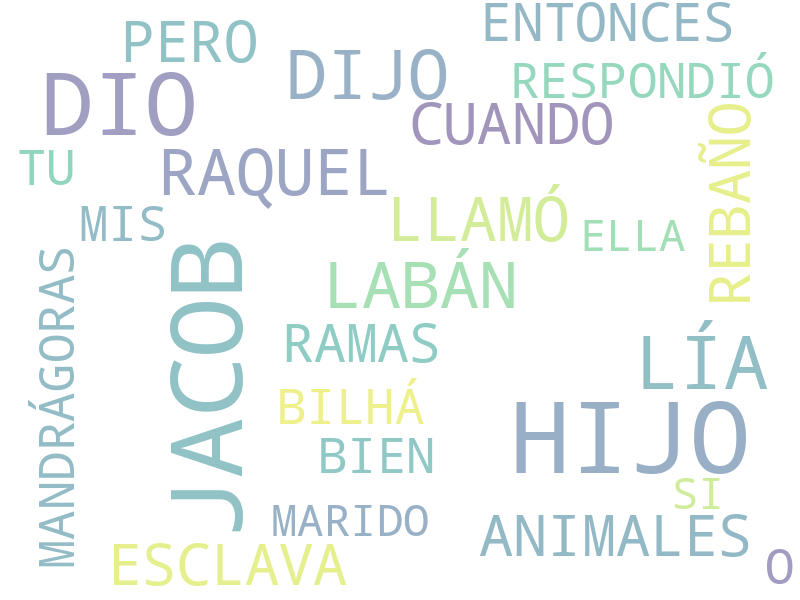 ENTONCES
PERO
DIJO
RESPONDIÓ
DIO
CUANDO
REBAÑO
TU
RAQUEL
MIS
LLAMÓ
ELLA
JACOB
MANDRÁGORAS
LABÁN
RAMAS
LÍA
BILHÁ
HIJO
BIEN
SI
MARIDO
ANIMALES
ESCLAVA
O